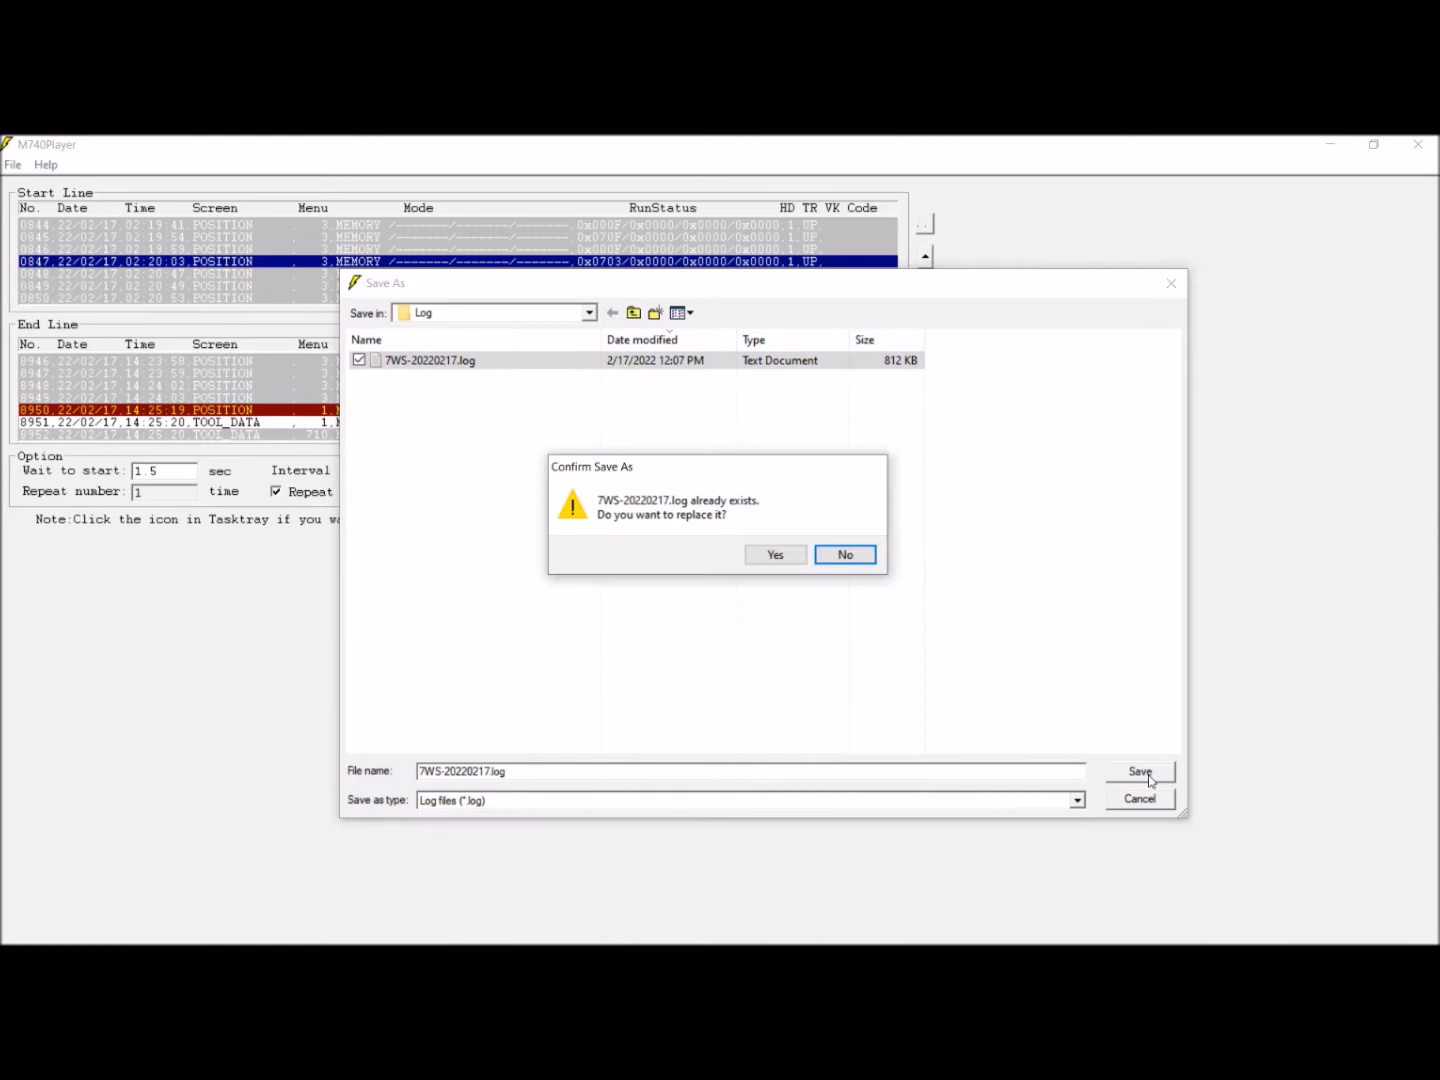 M740Player
File Help
Start Line
No. Date Time Screen Menu Mode RunStatus HD TR VK Code
0844,22/02/17,02:19:41,POSITION , 3,MEMORY /-------/-------/-------,0x000F/0x0000/0x0000/0x0000,1,UP,
0845,22/02/17,02:19:54,POSITION , 3,MEMORY /-------/-------/-------,0x070F/0x0000/0x0000/0x0000,1,UP,
0846,22/02/17,02:19:59,POSITION , 3,MEMORY /-------/-------/-------,0x000F/0x0000/0x0000/0x0000,1,UP,
0847,22/02/17,02:20:03,POSITION , 3,MEMORY /-------/-------/-------,0x0703/0x0000/0x0000/0x0000,1,UP,
0848,22/02/17,02:20:47,POSITION , 3,
0849,22/02/17,02:20:49,POSITION , 3,
0850,22/02/17,02:20:53,POSITION , 3,
..
End Line
No. Date Time Screen Menu
8946,22/02/17,14:23:58,POSITION , 3,
8947,22/02/17,14:23:59,POSITION , 3,
8948,22/02/17,14:24:02,POSITION , 3,
8949,22/02/17,14:24:03,POSITION , 3,
8950,22/02/17,14:25:19,POSITION , 1,
8951,22/02/17,14:25:20,TOOL_DATA , 1,
8952,22/02/17,14:25:20,TOOL_DATA , 710,
Option
Wait to start: 1.5 sec Interval
Repeat number: 1 time Repeat
Note:Click the icon in Tasktray if you
Save As
Save in: Log
Name Date modified Type Size
7WS-20220217.log 2/17/2022 12:07 PM Text Document 812 KB
Confirm Save As
7WS-20220217.log already exists.
Do you want to replace it?
Yes No
File name: 7WS-20220217.log Save
Save as type: Log files (*.log) Cancel